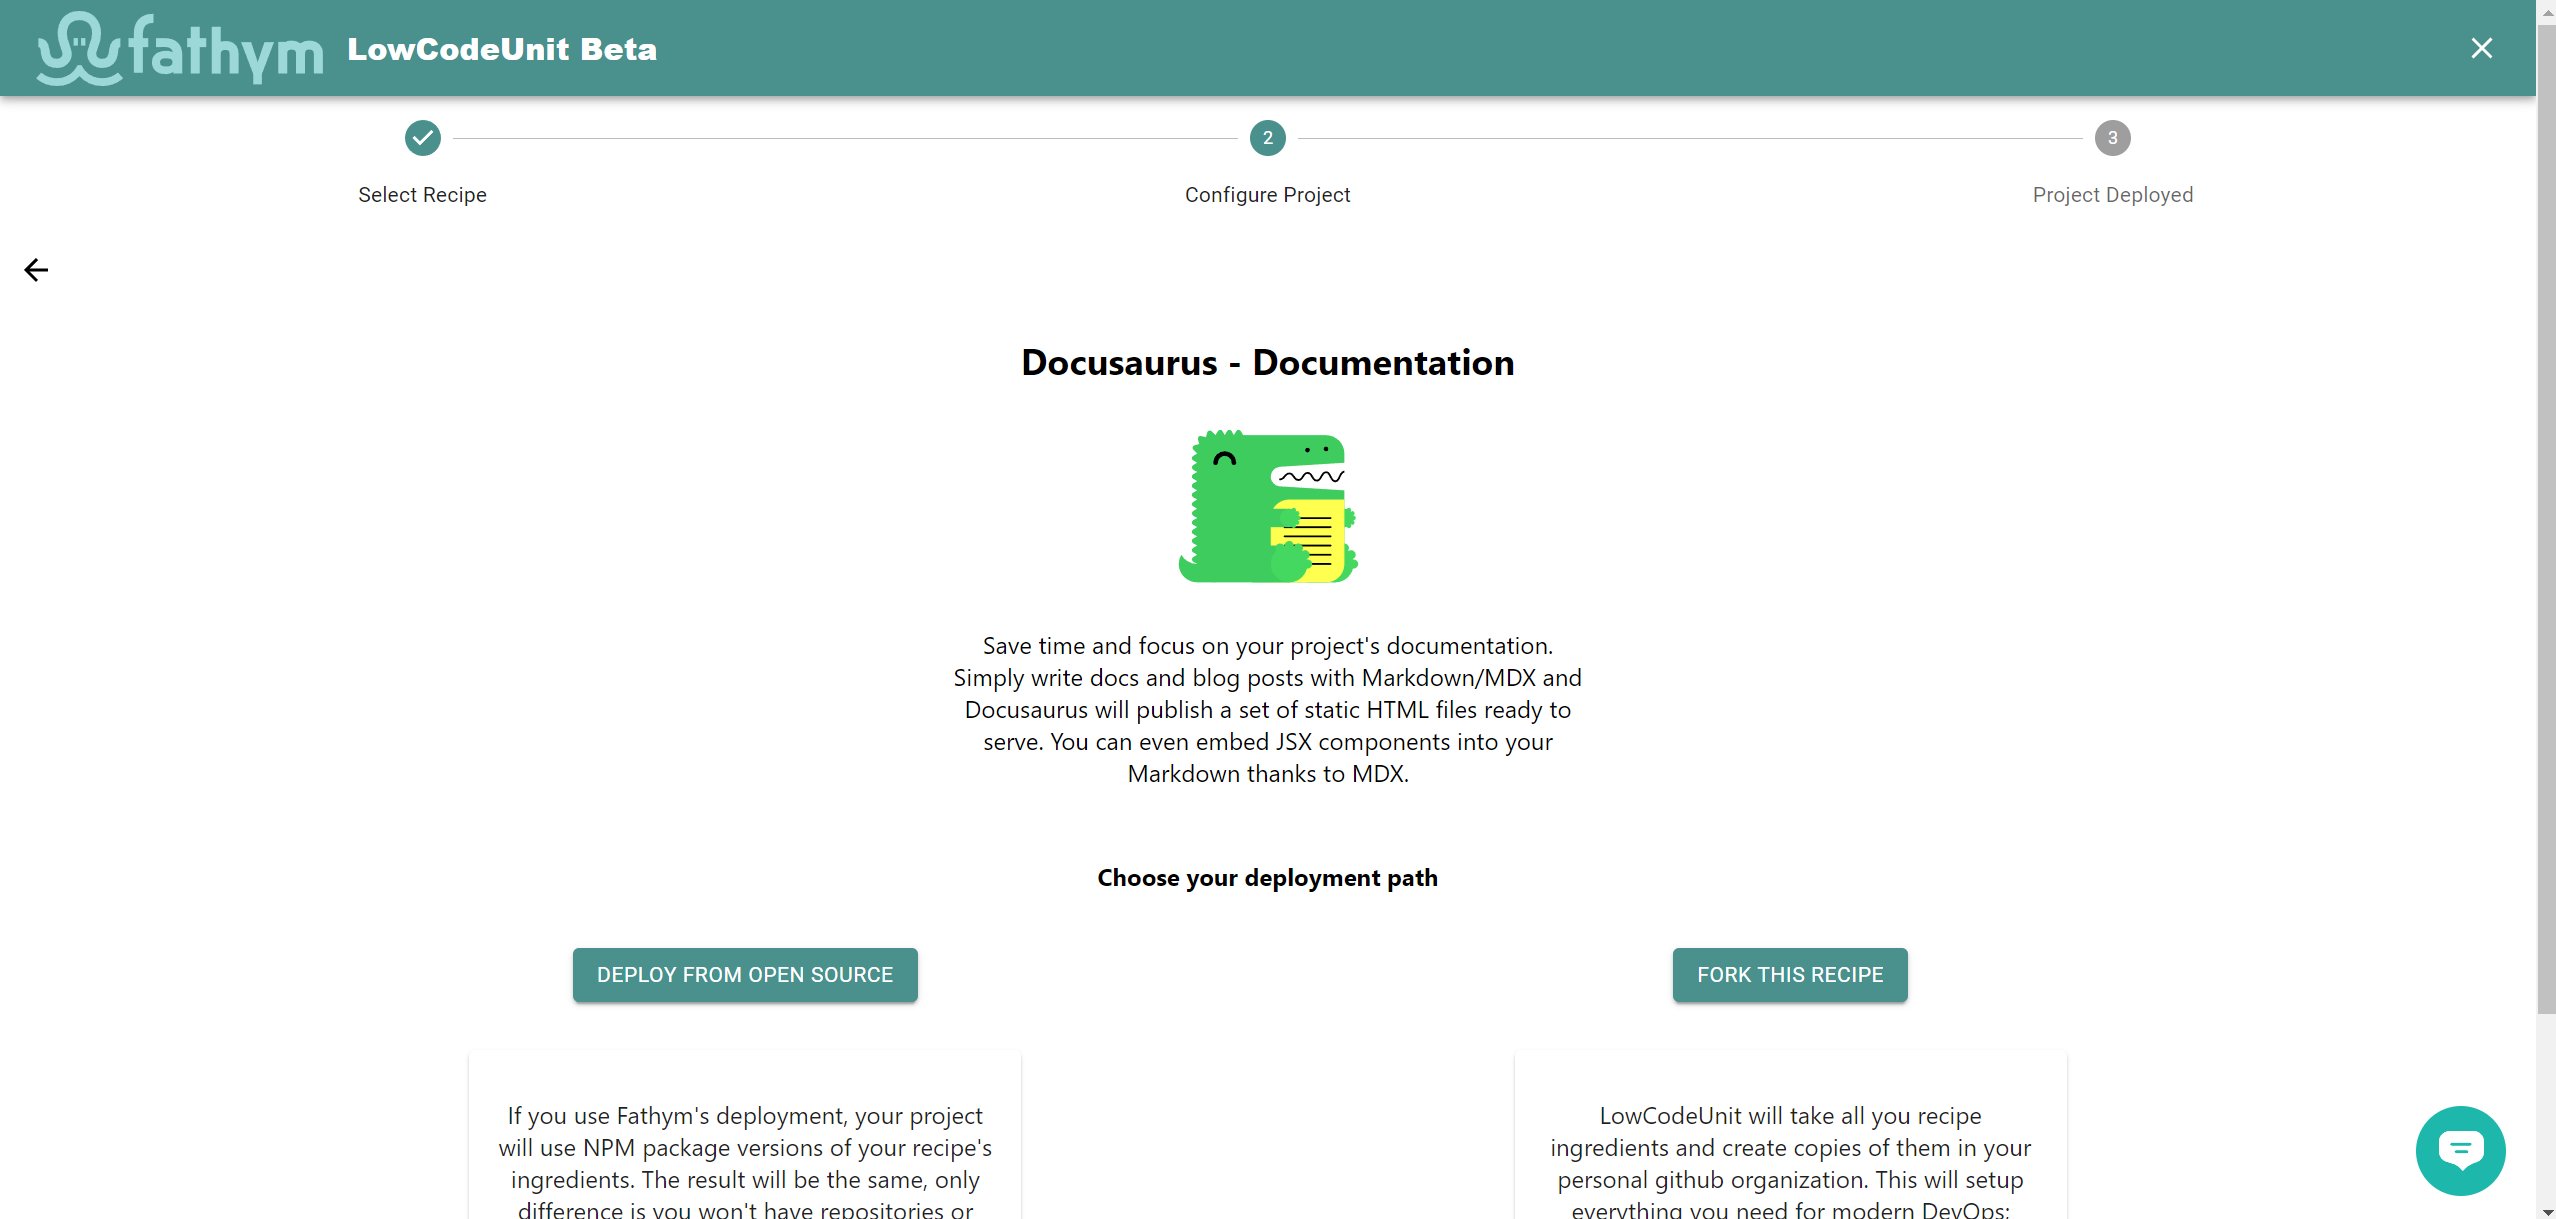 fathym LowCodeUnit Beta
2
3
Select Recipe
Configure Project
Project Deployed
Docusaurus - Documentation
Save time and focus on your project's documentation.
Simply write docs and blog posts with Markdown/MDX and
Docusaurus will publish a set of static HTML files ready to
serve. You can even embed JSX components into your
Markdown thanks to MDX.
Choose your deployment path
DEPLOY FROM OPEN SOURCE
FORK THIS RECIPE
If you use Fathym's deployment, your project
will use NPM package versions of your recipe's
ingredients. The result will be the same, only
difference is you won't have repositories or
LowCodeUnit will take all you recipe
ingredients and create copies of them in your
personal github organization. This will setup
everything you need for modern DevOps: